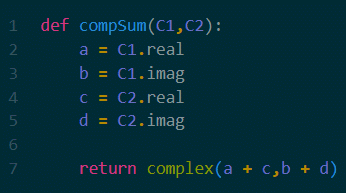 1 def compSum(C1,C2):
2     a = C1.real
3     b = C1.imag
4     c = C2.real
5     d = C2.imag
6
7     return complex(a + c,b + d)